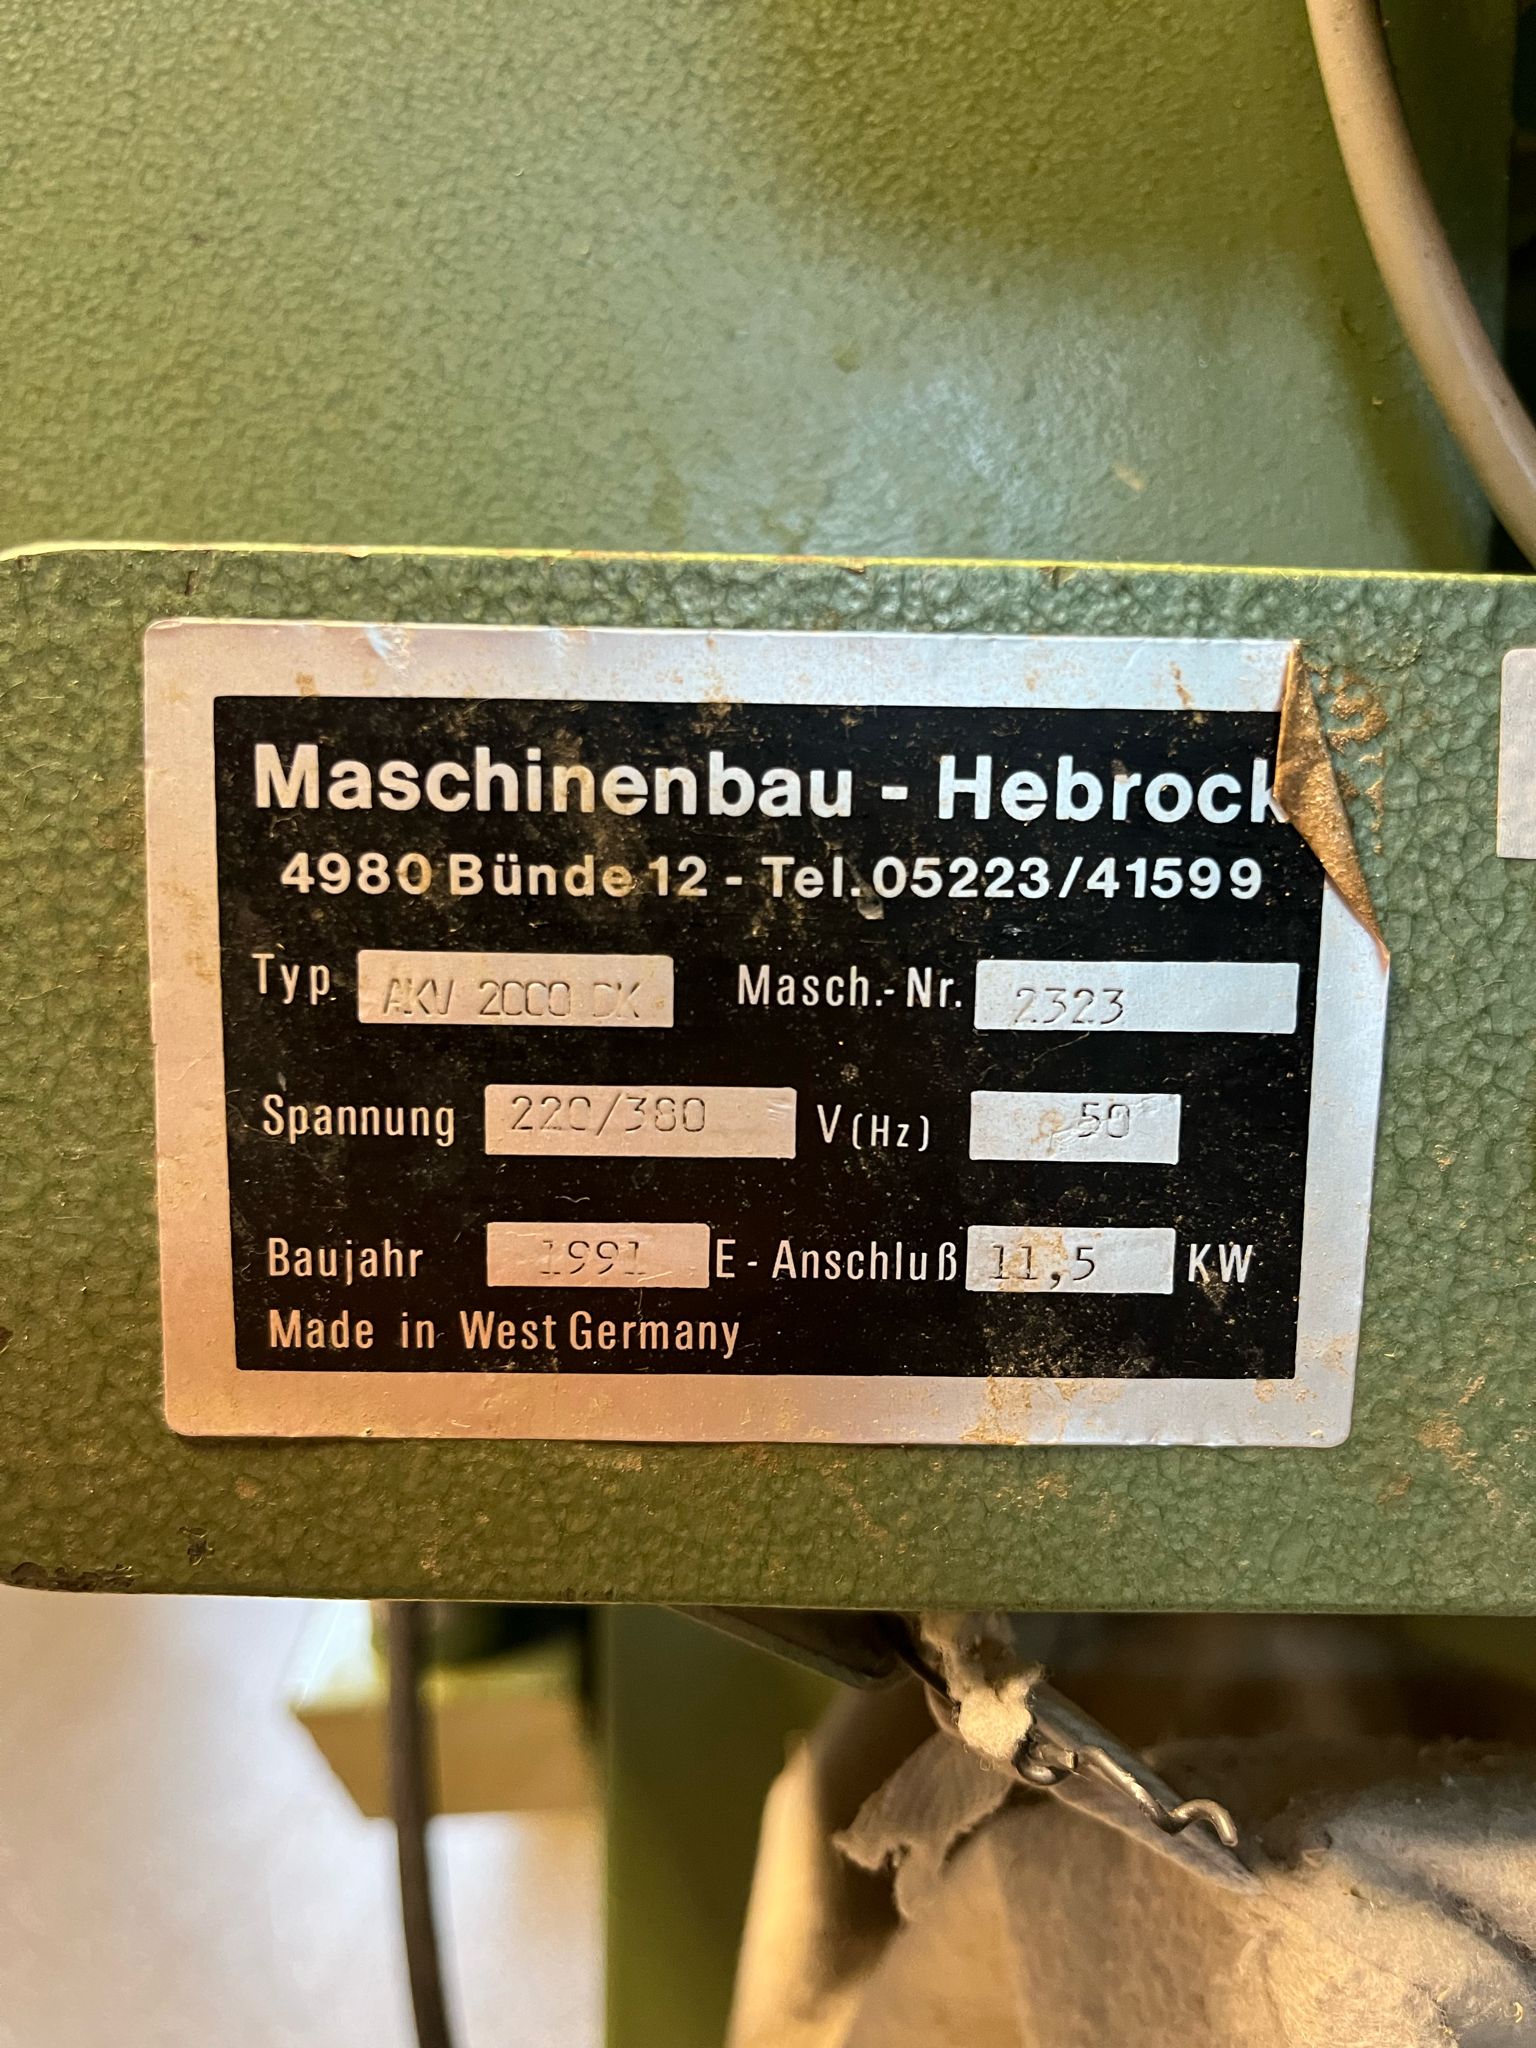 Maschinenbau - Hebrock
4980 Bünde 12 - Tel. 05223/41599
Typ AKV 2000 DK Masch.-Nr. 2323
Spannung 220/380 V (Hz) 50
Baujahr 1991 E - Anschluß 11,5 KW
Made in West Germany